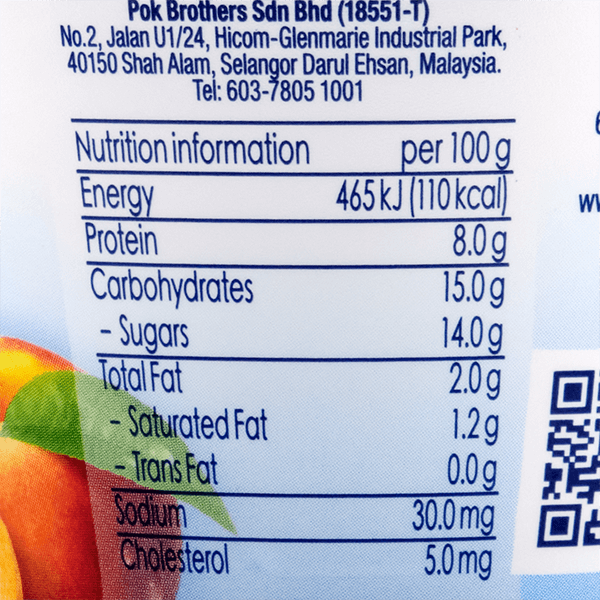 Pok Brothers Sdn Bhd (18551-T)
No.2, Jalan U1/24, Hicom-Glenmarie Industrial Park,
40150 Shah Alam, Selangor Darul Ehsan, Malaysia.
Tel: 603-7805 1001
Nutrition information per 100 g
Energy 465 kJ (110 kcal)
Protein 8.0 g
Carbohydrates 15.0 g
- Sugars 14.0 g
Total Fat 2.0 g
- Saturated Fat 1.2 g
- Trans Fat 0.0 g
Sodium 30.0 mg
Cholesterol 5.0 mg